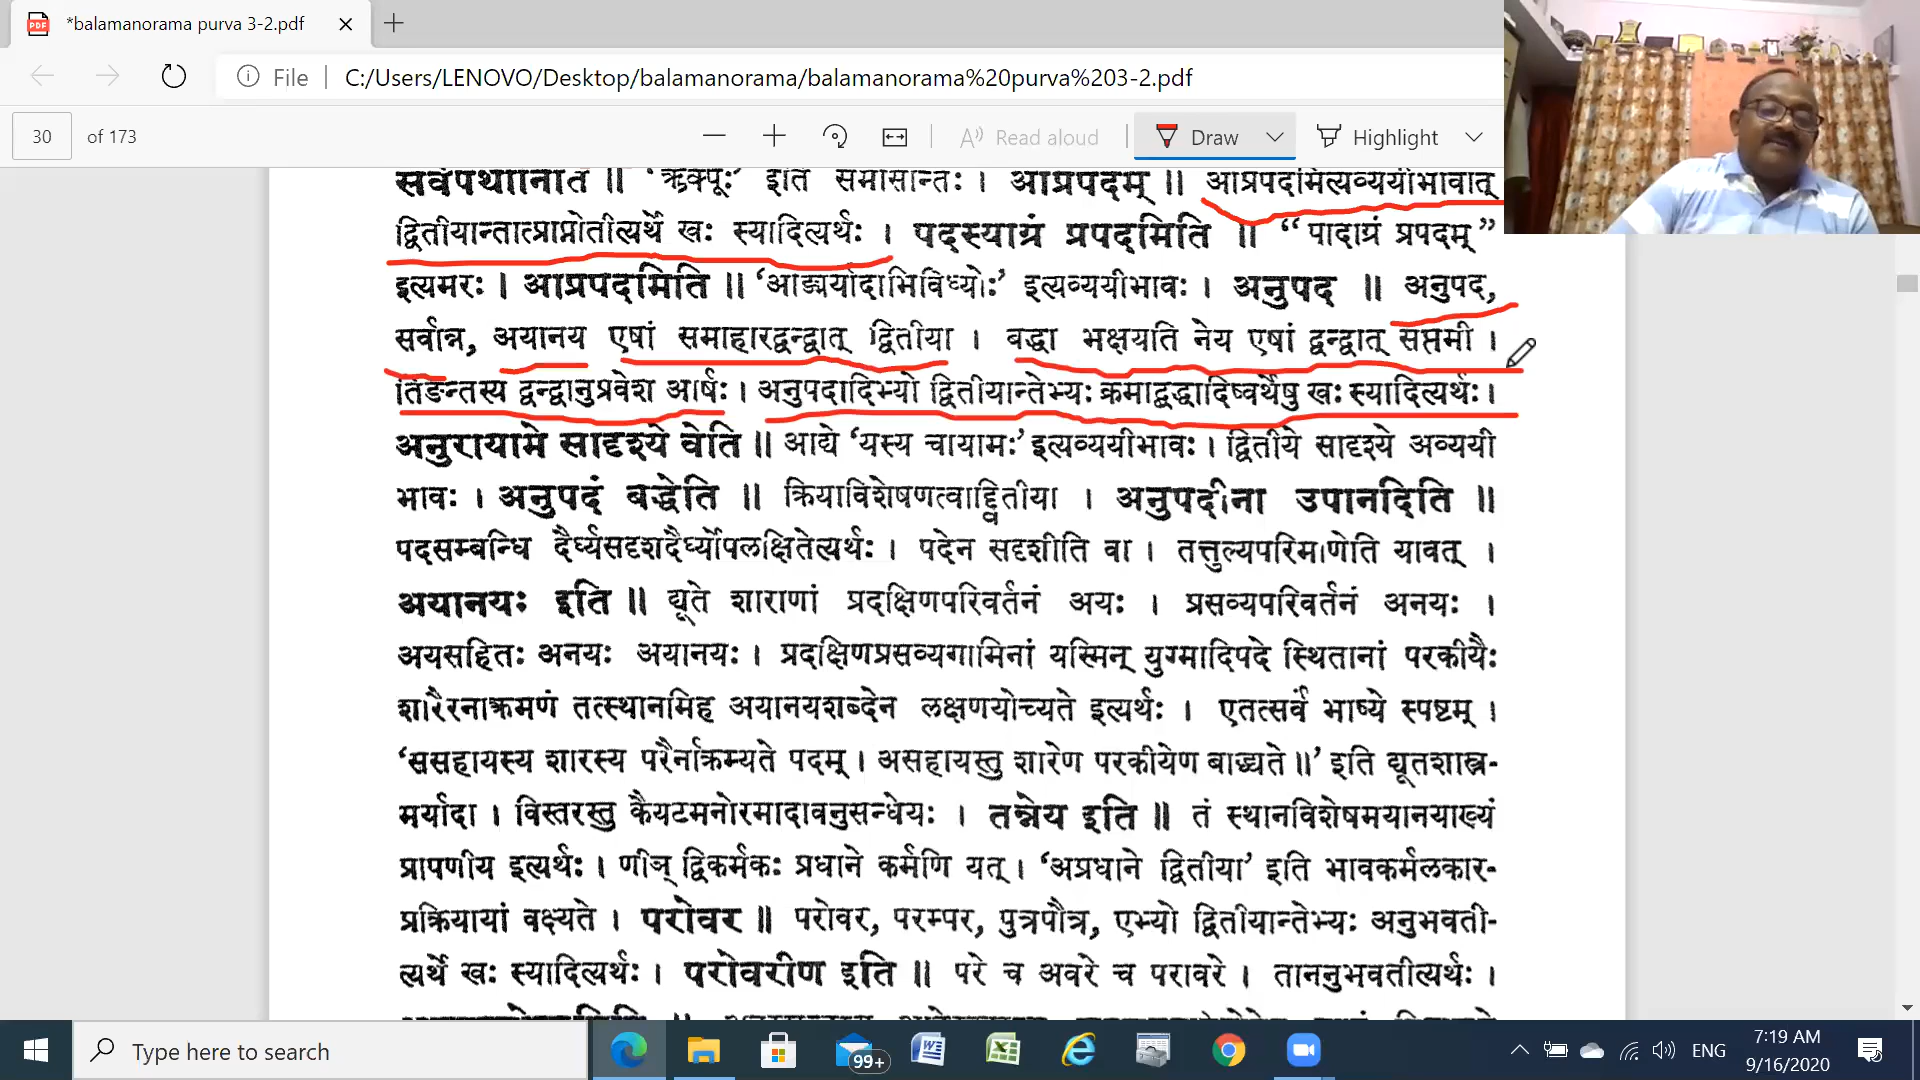 *balamanorama purva 3-2.pdf
File
C:/Users/LENOVO/Desktop/balamanorama/balamanorama%20purva%203-2.pdf
30 of 173
Read aloud
Draw
Highlight
सर्वपथीनेति ॥ 'ऋक्पूः' इति समासान्तः । आप्रपदम् ॥ आप्रपदमित्यव्ययीभावात्
द्वितीयान्तात्प्राप्नोतीत्यर्थे खः स्यादित्यर्थः । पदस्याग्रं प्रपदमिति ॥ “पादाग्रं प्रपदम्”
इत्यमरः । आप्रपदमिति ॥ 'आङ्मर्यादाभिविध्योः' इत्यव्ययीभावः । अनुपद ॥ अनुपद,
सर्वान्न, अयानय एषां समाहारद्वन्द्वात् द्वितीया । बद्धा भक्षयति नेय एषां द्वन्द्वात् सप्तमी ।
तिङन्तस्य द्वन्द्वानुप्रवेश आर्षः । अनुपदादिभ्यो द्वितीयान्तेभ्यः क्रमाद्बद्धादिष्वर्थेषु खः स्यादित्यर्थः ।
अनुरायामे सादृश्ये वेति ॥ आद्ये 'यस्य चायामः' इत्यव्ययीभावः । द्वितीये सादृश्ये अव्ययी
भावः । अनुपदं बद्धेति ॥ क्रियाविशेषणत्वाद्द्वितीया । अनुपदीना उपानदिति ॥
पदसम्बन्धि दैर्घ्यसदृशदैर्घ्योपलक्षितेत्यर्थः । पदेन सदृशीति वा । तत्तुल्यपरिमाणेति यावत् ।
अयानयः इति ॥ द्यूते शाराणां प्रदक्षिणपरिवर्तनं अयः । प्रसव्यपरिवर्तनं अनयः ।
अयसहितः अनयः अयानयः । प्रदक्षिणप्रसव्यगामिनां यस्मिन् युग्मादिपदे स्थितानां परकीयैः
शारैरनाक्रमणं तत्स्थानमिह अयानयशब्देन लक्षणयोच्यते इत्यर्थः । एतत्सर्वं भाष्ये स्पष्टम् ।
'ससहायस्य शारस्य परैर्नाक्रम्यते पदम् । असहायस्तु शारेण परकीयेण बाद्ध्यते ॥' इति द्यूतशास्त्र-
मर्यादा । विस्तरस्तु कैयटमनोरमादावनुसन्धेयः । तन्नेय इति ॥ तं स्थानविशेषमयानयाख्यं
प्रापणीय इत्यर्थः । णीञ् द्विकर्मकः प्रधाने कर्मणि यत् । 'अप्रधाने द्वितीया' इति भावकर्मलकार-
प्रक्रियायां वक्ष्यते । परोवर ॥ परोवर, परम्पर, पुत्रपौत्र, एभ्यो द्वितीयान्तेभ्यः अनुभवती-
त्यर्थे खः स्यादित्यर्थः । परोवरीण इति ॥ परे च अवरे च परावरे । ताननुभवतीत्यर्थः ।
Type here to search
99+
ENG
7:19 AM
9/16/2020